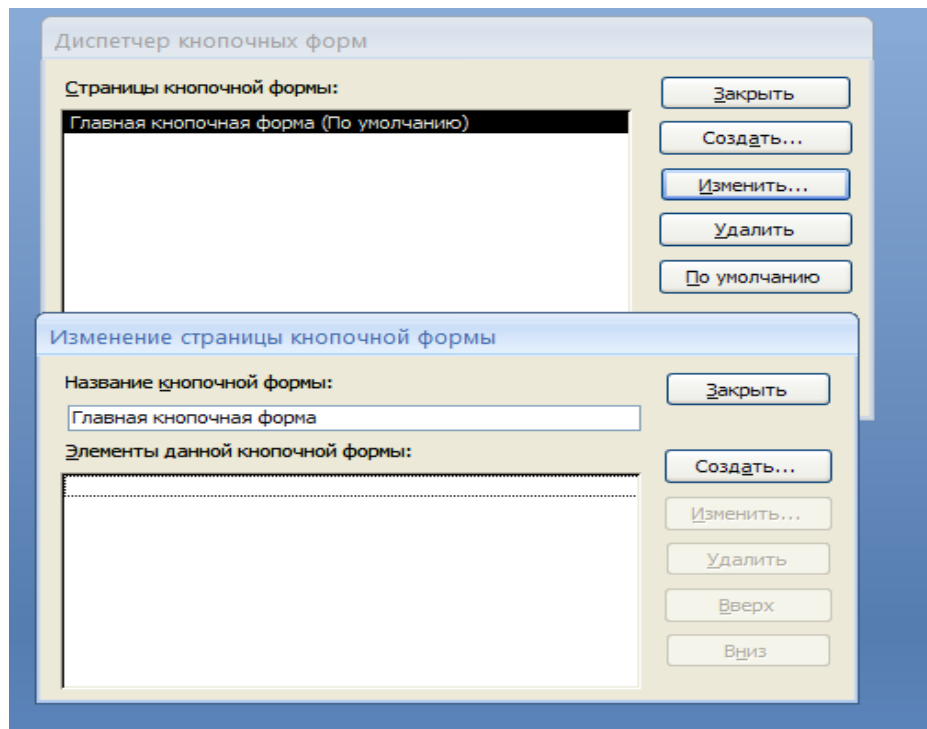 Диспетчер кнопочных форм
Страницы кнопочной формы:
Главная кнопочная форма (По умолчанию)
Закрыть
Создать...
Изменить...
Удалить
По умолчанию
Изменение страницы кнопочной формы
Название кнопочной формы:
Главная кнопочная форма
Элементы данной кнопочной формы:
Закрыть
Создать...
Изменить...
Удалить
Вверх
Вниз